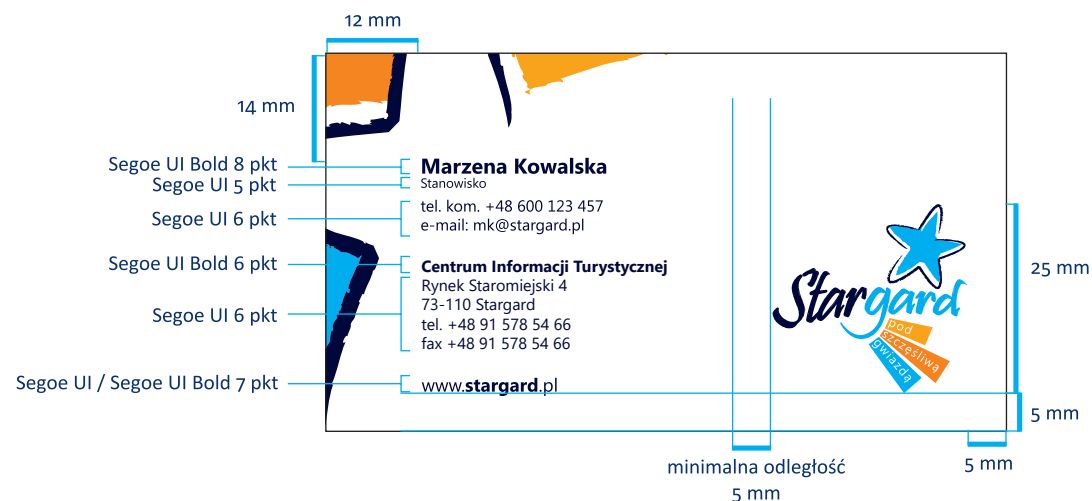 12 mm
14 mm
Segoe UI Bold 8 pkt
Marzena Kowalska
Segoe UI 5 pkt
Stanowisko
Segoe UI 6 pkt
tel. kom. +48 600 123 457
e-mail: mk@stargard.pl
Segoe UI Bold 6 pkt
Centrum Informacji Turystycznej
Segoe UI 6 pkt
Rynek Staromiejski 4
73-110 Stargard
tel. +48 91 578 54 66
fax +48 91 578 54 66
Segoe UI / Segoe UI Bold 7 pkt
www.stargard.pl
Stargard
pod
szczęśliwą
gwiazdą
25 mm
5 mm
5 mm
minimalna odległość
5 mm